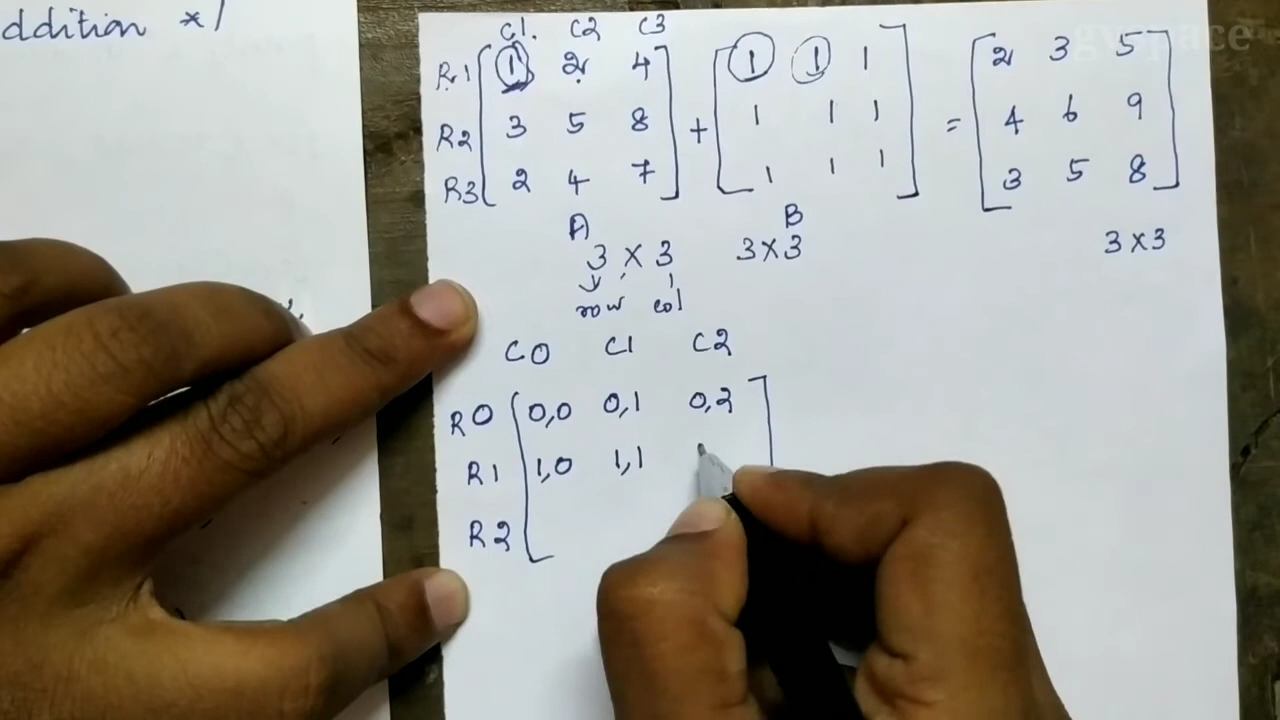 ddition */
gvspace
C1. C2 C3
R1 1 2 4 1 1 1 2 3 5
R2 3 5 8 + 1 1 1 = 4 6 9
R3 2 4 7 1 1 1 3 5 8
A B
3 X 3 3X3 3X3
row col
C0 C1 C2
R0 0,0 0,1 0,2
R1 1,0 1,1
R2